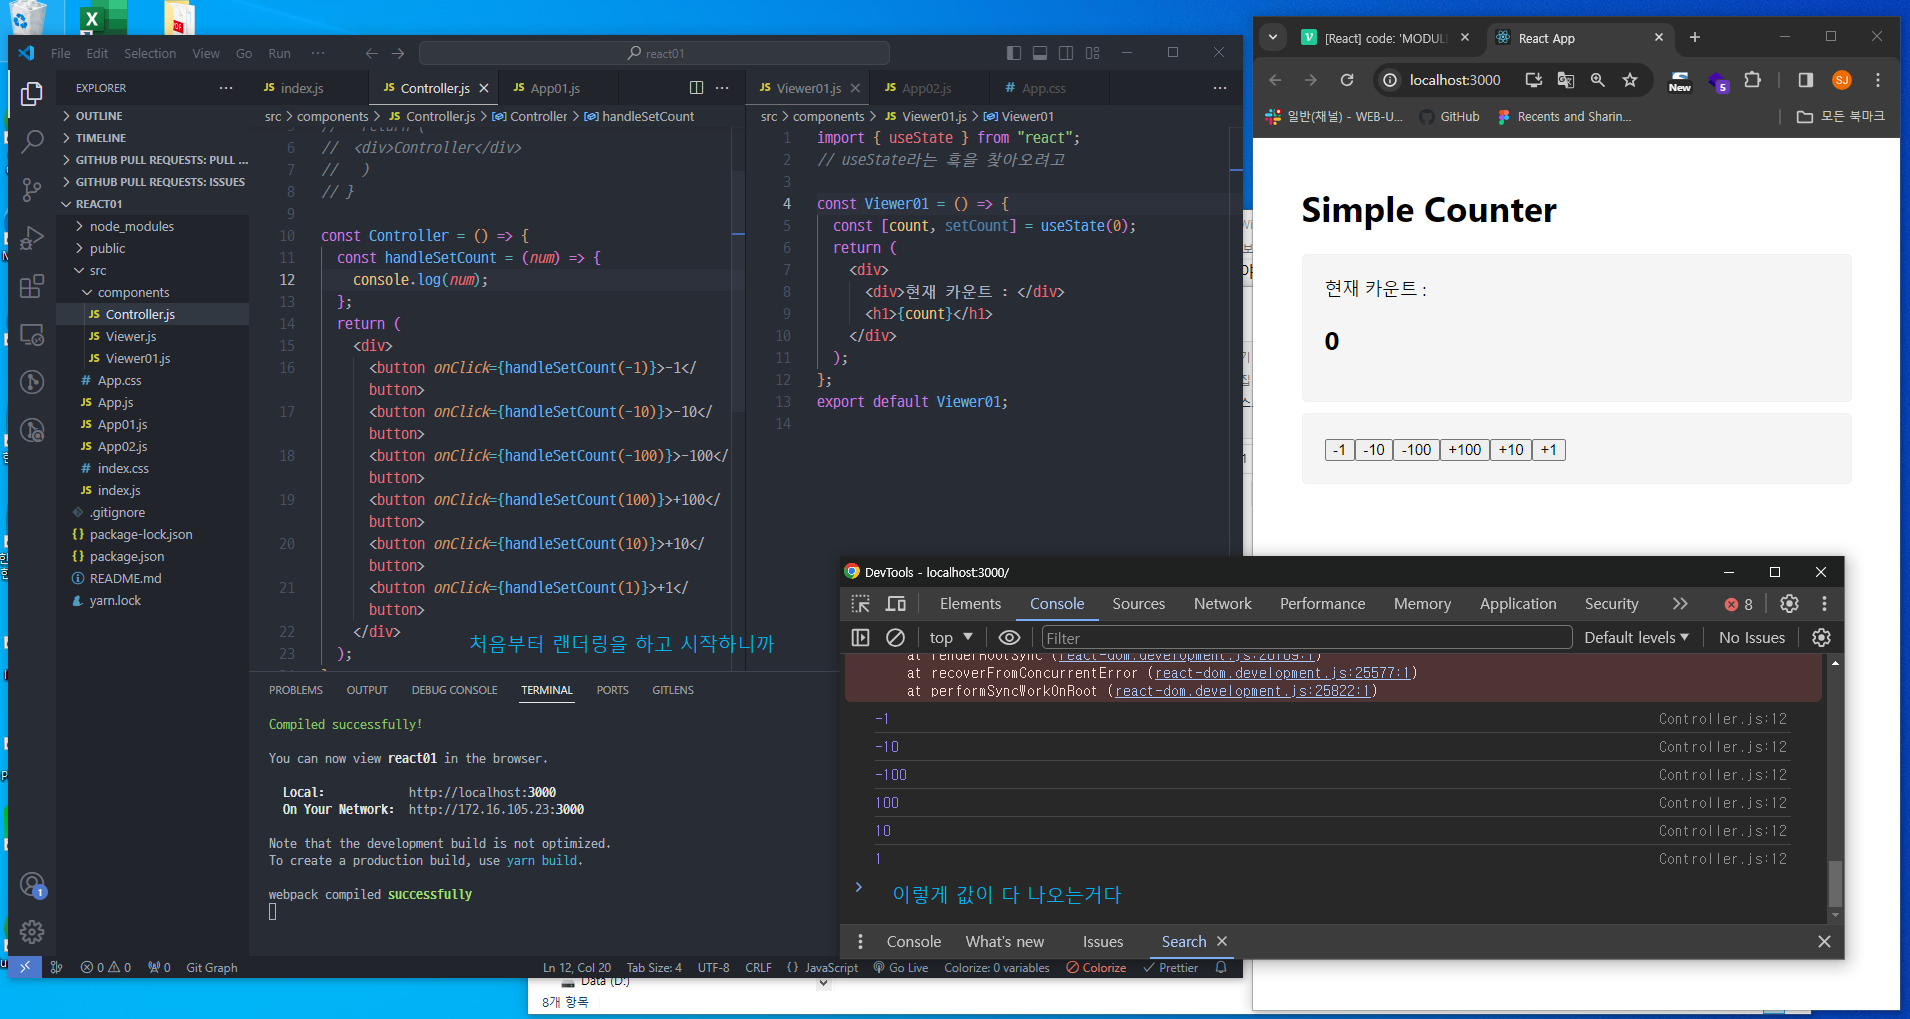 File Edit Selection View Go Run ··· react01
EXPLORER ···
OUTLINE
TIMELINE
GITHUB PULL REQUESTS: PULL ...
GITHUB PULL REQUESTS: ISSUES
REACT01
node_modules
public
src
components
JS Controller.js
JS Viewer.js
JS Viewer01.js
# App.css
JS App.js
JS App01.js
JS App02.js
# index.css
JS index.js
.gitignore
{} package-lock.json
{} package.json
README.md
yarn.lock
1
JS index.js JS Controller.js JS App01.js ···
src > components > JS Controller.js > Controller > handleSetCount
6 // <div>Controller</div>
7 // )
8 // }
9
10 const Controller = () => {
11 const handleSetCount = (num) => {
12 console.log(num);
13 };
14 return (
15 <div>
16 <button onClick={handleSetCount(-1)}>-1</
button>
17 <button onClick={handleSetCount(-10)}>-10</
button>
18 <button onClick={handleSetCount(-100)}>-100</
button>
19 <button onClick={handleSetCount(100)}>+100</
button>
20 <button onClick={handleSetCount(10)}>+10</
button>
21 <button onClick={handleSetCount(1)}>+1</
button>
22 </div>
23 );
처음부터 랜더링을 하고 시작하니까
JS Viewer01.js JS App02.js # App.css ···
src > components > JS Viewer01.js > Viewer01
1 import { useState } from "react";
2 // useState라는 훅을 찾아오려고
3
4 const Viewer01 = () => {
5 const [count, setCount] = useState(0);
6 return (
7 <div>
8 <div>현재 카운트 : </div>
9 <h1>{count}</h1>
10 </div>
11 );
12 };
13 export default Viewer01;
14
PROBLEMS OUTPUT DEBUG CONSOLE TERMINAL PORTS GITLENS
Compiled successfully!
You can now view react01 in the browser.
Local: http://localhost:3000
On Your Network: http://172.16.105.23:3000
Note that the development build is not optimized.
To create a production build, use yarn build.
webpack compiled successfully
0 0 0 Git Graph Ln 12, Col 20 Tab Size: 4 UTF-8 CRLF {} JavaScript Go Live Colorize: 0 variables Colorize Prettier
Data (D:)
8개 항목
[React] code: 'MODUL React App
localhost:3000 New 5 SJ
일반(채널) - WEB-U... GitHub Recents and Sharin... 모든 북마크
Simple Counter
현재 카운트 :
0
-1 -10 -100 +100 +10 +1
DevTools - localhost:3000/
Elements Console Sources Network Performance Memory Application Security 8
top Filter Default levels No Issues
at recoverFromConcurrentError (react-dom.development.js:25577:1)
at performSyncWorkOnRoot (react-dom.development.js:25822:1)
-1 Controller.js:12
-10 Controller.js:12
-100 Controller.js:12
100 Controller.js:12
10 Controller.js:12
1 Controller.js:12
이렇게 값이 다 나오는거다
Console What's new Issues Search